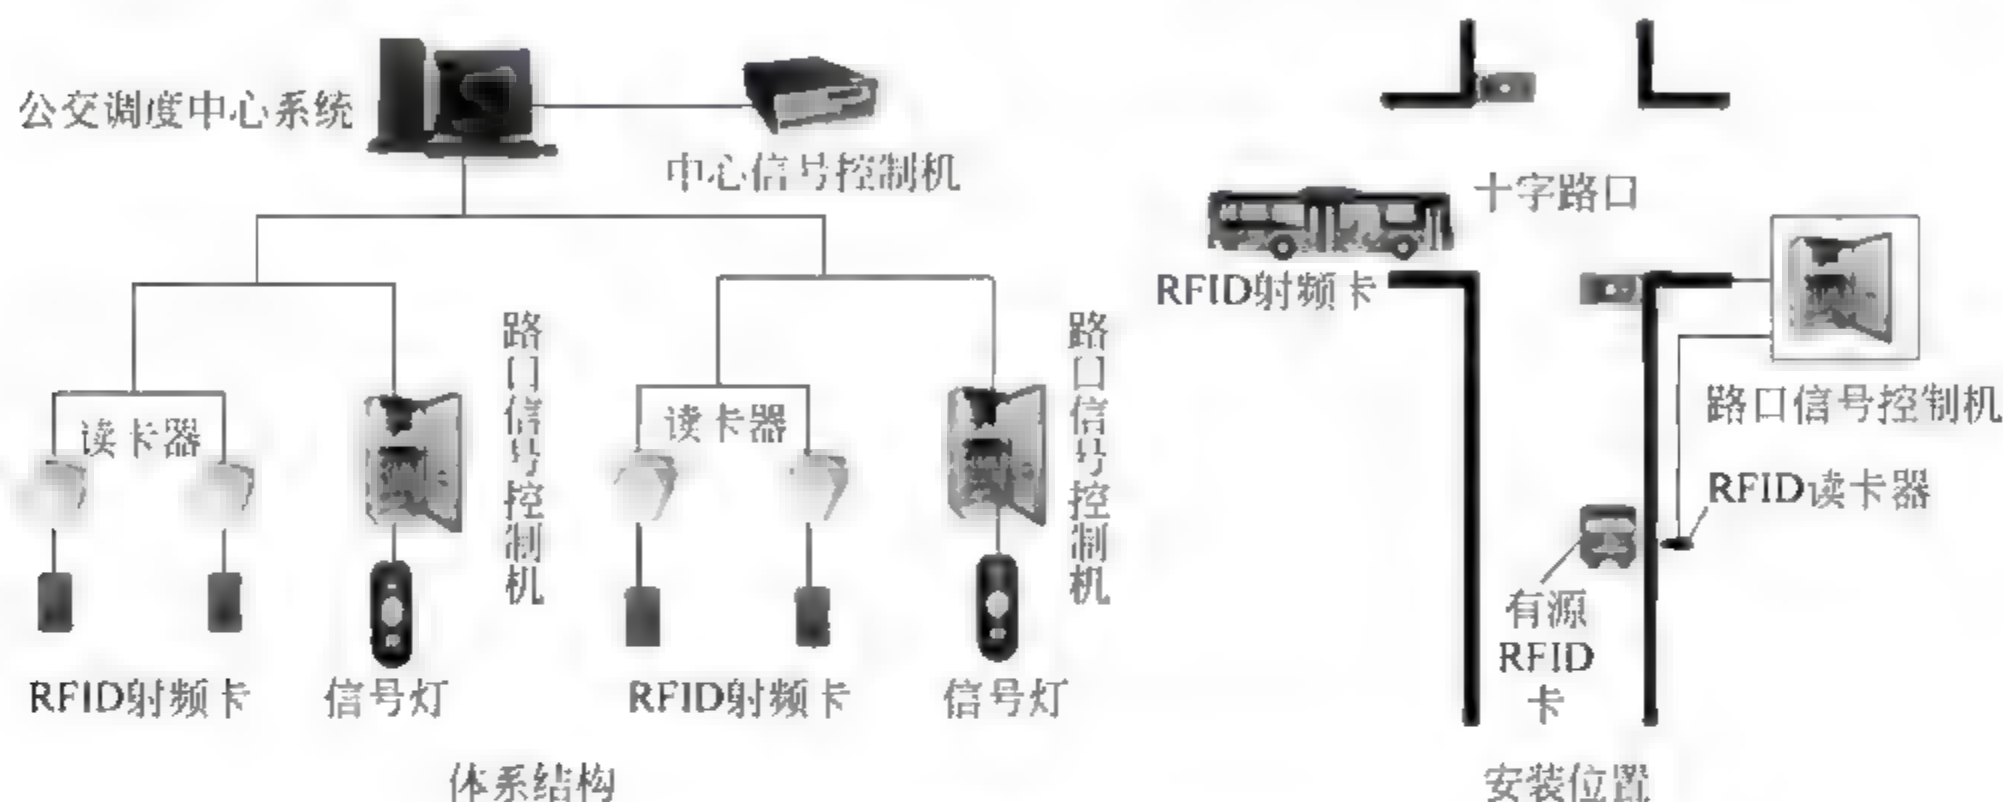 公交调度中心系统
中心信号控制机
读卡器
路口信号控制机
读卡器
路口信号控制机
RFID射频卡
信号灯
RFID射频卡
信号灯
体系结构
十字路口
RFID射频卡
路口信号控制机
RFID读卡器
有源
RFID
卡
安装位置